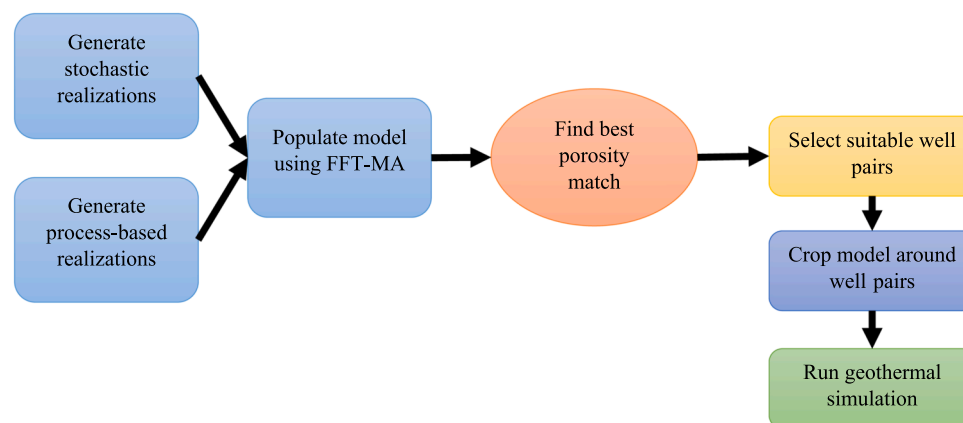 Generate
stochastic
realizations
Generate
process-based
realizations
Populate model
using FFT-MA
Find best
porosity
match
Select suitable well
pairs
Crop model around
well pairs
Run geothermal
simulation